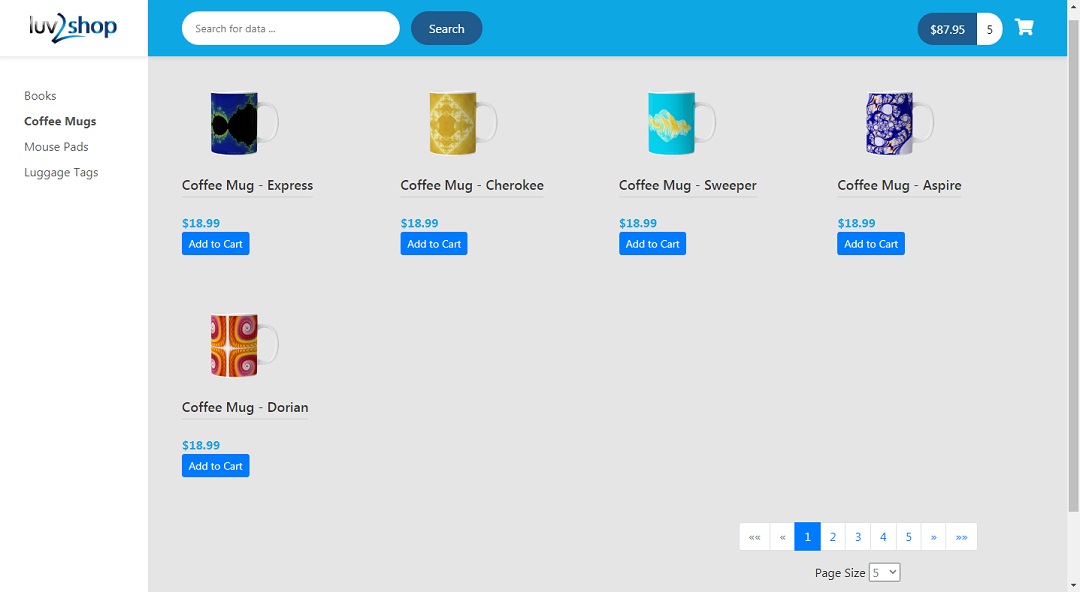 luv2shop
Search for data ...
Search
$87.95
5
Books
Coffee Mugs
Mouse Pads
Luggage Tags
Coffee Mug - Express
Coffee Mug - Cherokee
Coffee Mug - Sweeper
Coffee Mug - Aspire
$18.99
$18.99
$18.99
$18.99
Add to Cart
Add to Cart
Add to Cart
Add to Cart
Coffee Mug - Dorian
$18.99
Add to Cart
«« « 1 2 3 4 5 » »»
Page Size 5